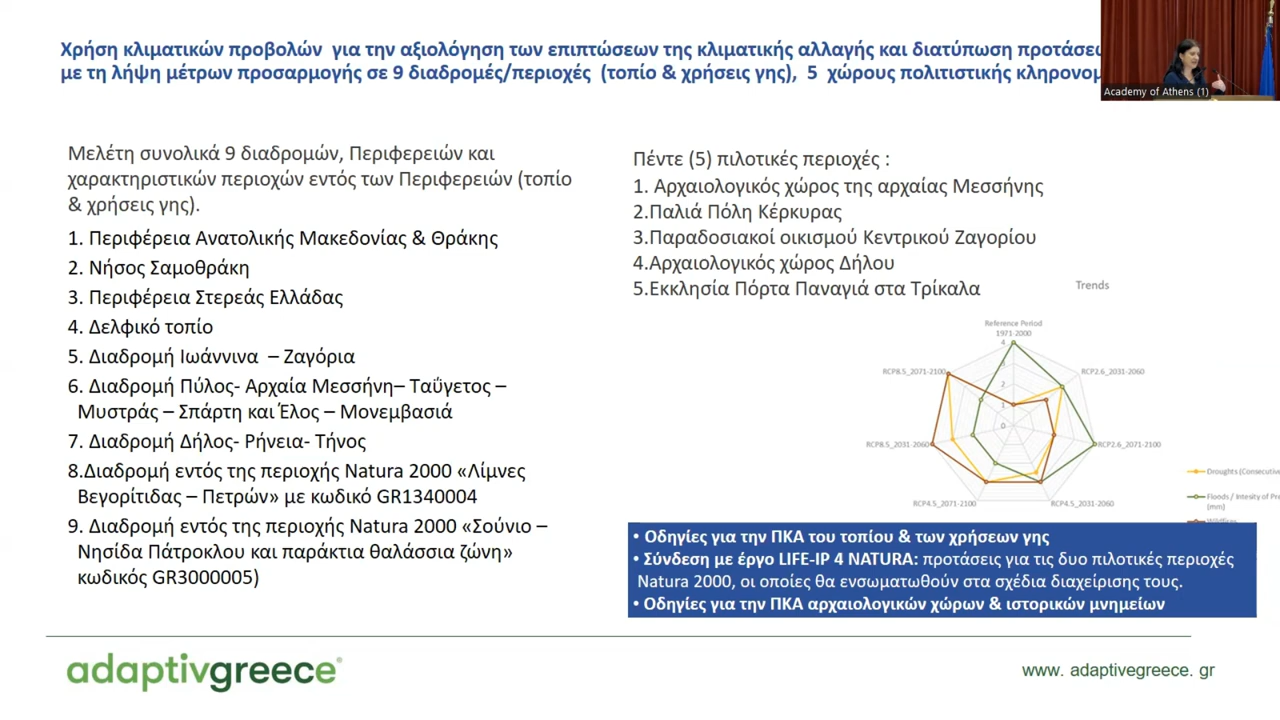 Χρήση κλιματικών προβολών για την αξιολόγηση των επιπτώσεων της κλιματικής αλλαγής και διατύπωση
με τη λήψη μέτρων προσαρμογής σε 9 διαδρομές/περιοχές (τοπίο & χρήσεις γης), 5 χώρους πολιτιστικής
Academy of Athens (1)
Μελέτη συνολικά 9 διαδρομών, Περιφερειών και
χαρακτηριστικών περιοχών εντός των Περιφερειών (τοπίο
& χρήσεις γης).
1. Περιφέρεια Ανατολικής Μακεδονίας & Θράκης
2. Νήσος Σαμοθράκη
3. Περιφέρεια Στερεάς Ελλάδας
4. Δελφικό τοπίο
5. Διαδρομή Ιωάννινα – Ζαγόρια
6. Διαδρομή Πύλος- Αρχαία Μεσσήνη– Ταΰγετος –
Μυστράς – Σπάρτη και Έλος – Μονεμβασιά
7. Διαδρομή Δήλος- Ρήνεια- Τήνος
8.Διαδρομή εντός της περιοχής Natura 2000 «Λίμνες
Βεγορίτιδας – Πετρών» με κωδικό GR1340004
9. Διαδρομή εντός της περιοχής Natura 2000 «Σούνιο –
Νησίδα Πάτροκλου και παράκτια θαλάσσια ζώνη»
κωδικός GR3000005)
Πέντε (5) πιλοτικές περιοχές :
1. Αρχαιολογικός χώρος της αρχαίας Μεσσήνης
2.Παλιά Πόλη Κέρκυρας
3.Παραδοσιακοί οικισμού Κεντρικού Ζαγορίου
4.Αρχαιολογικός χώρος Δήλου
5.Εκκλησία Πόρτα Παναγιά στα Τρίκαλα
Trends
Reference Period
1971-2000
4
3
2
1
0
RCP8.5_2071-2100
RCP2.6_2031-2060
RCP8.5_2031-2060
RCP2.6_2071-2100
RCP4.5_2071-2100
RCP4.5_2031-2060
Droughts (Consecutive
Floods / Intesity of
(mm)
• Οδηγίες για την ΠΚΑ του τοπίου & των χρήσεων γης
• Σύνδεση με έργο LIFE-IP 4 NATURA: προτάσεις για τις δυο πιλοτικές περιοχές
Natura 2000, οι οποίες θα ενσωματωθούν στα σχέδια διαχείρισης τους.
• Οδηγίες για την ΠΚΑ αρχαιολογικών χώρων & ιστορικών μνημείων
adaptivgreece
www. adaptivegreece. gr